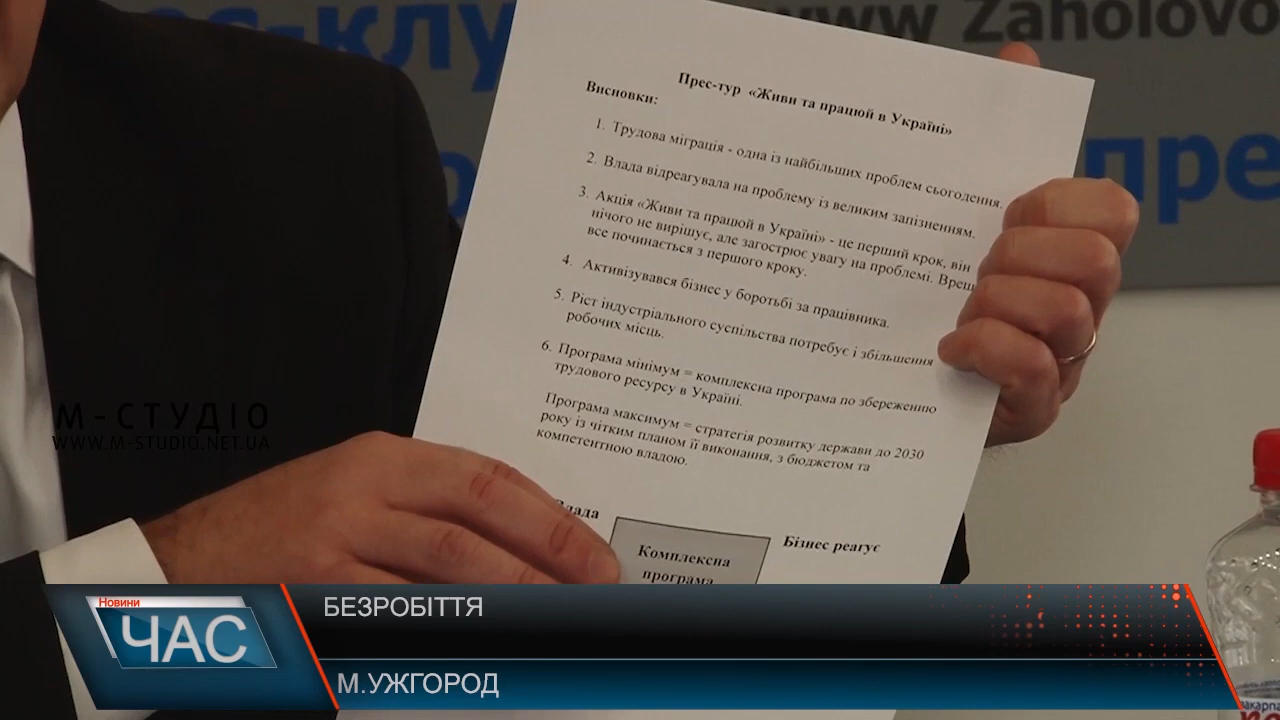 с-клу
www Zaholovo
пре
Прес-тур «Живи та працюй в Україні»
Висновки:
1. Трудова міграція - одна із найбільших проблем сьогодення.
2. Влада відреагувала на проблему із великим запізненням.
3. Акція «Живи та працюй в Україні» - це перший крок, він
нічого не вирішує, але загострює увагу на проблемі. Вреш
все починається з першого кроку.
4. Активізувався бізнес у боротьбі за працівника.
5. Ріст індустріального суспільства потребує і збільшення
робочих місць.
6. Програма мінімум = комплексна програма по збереженню
трудового ресурсу в Україні.
Програма максимум = стратегія розвитку держави до 2030
року із чітким планом її виконання, з бюджетом та
компетентною владою.
Влада
Бізнес реагує
Комплексна
програма
М-СТУДІО
WWW.M-STUDIO.NET.UA
Новини
ЧАС
БЕЗРОБІТТЯ
М.УЖГОРОД